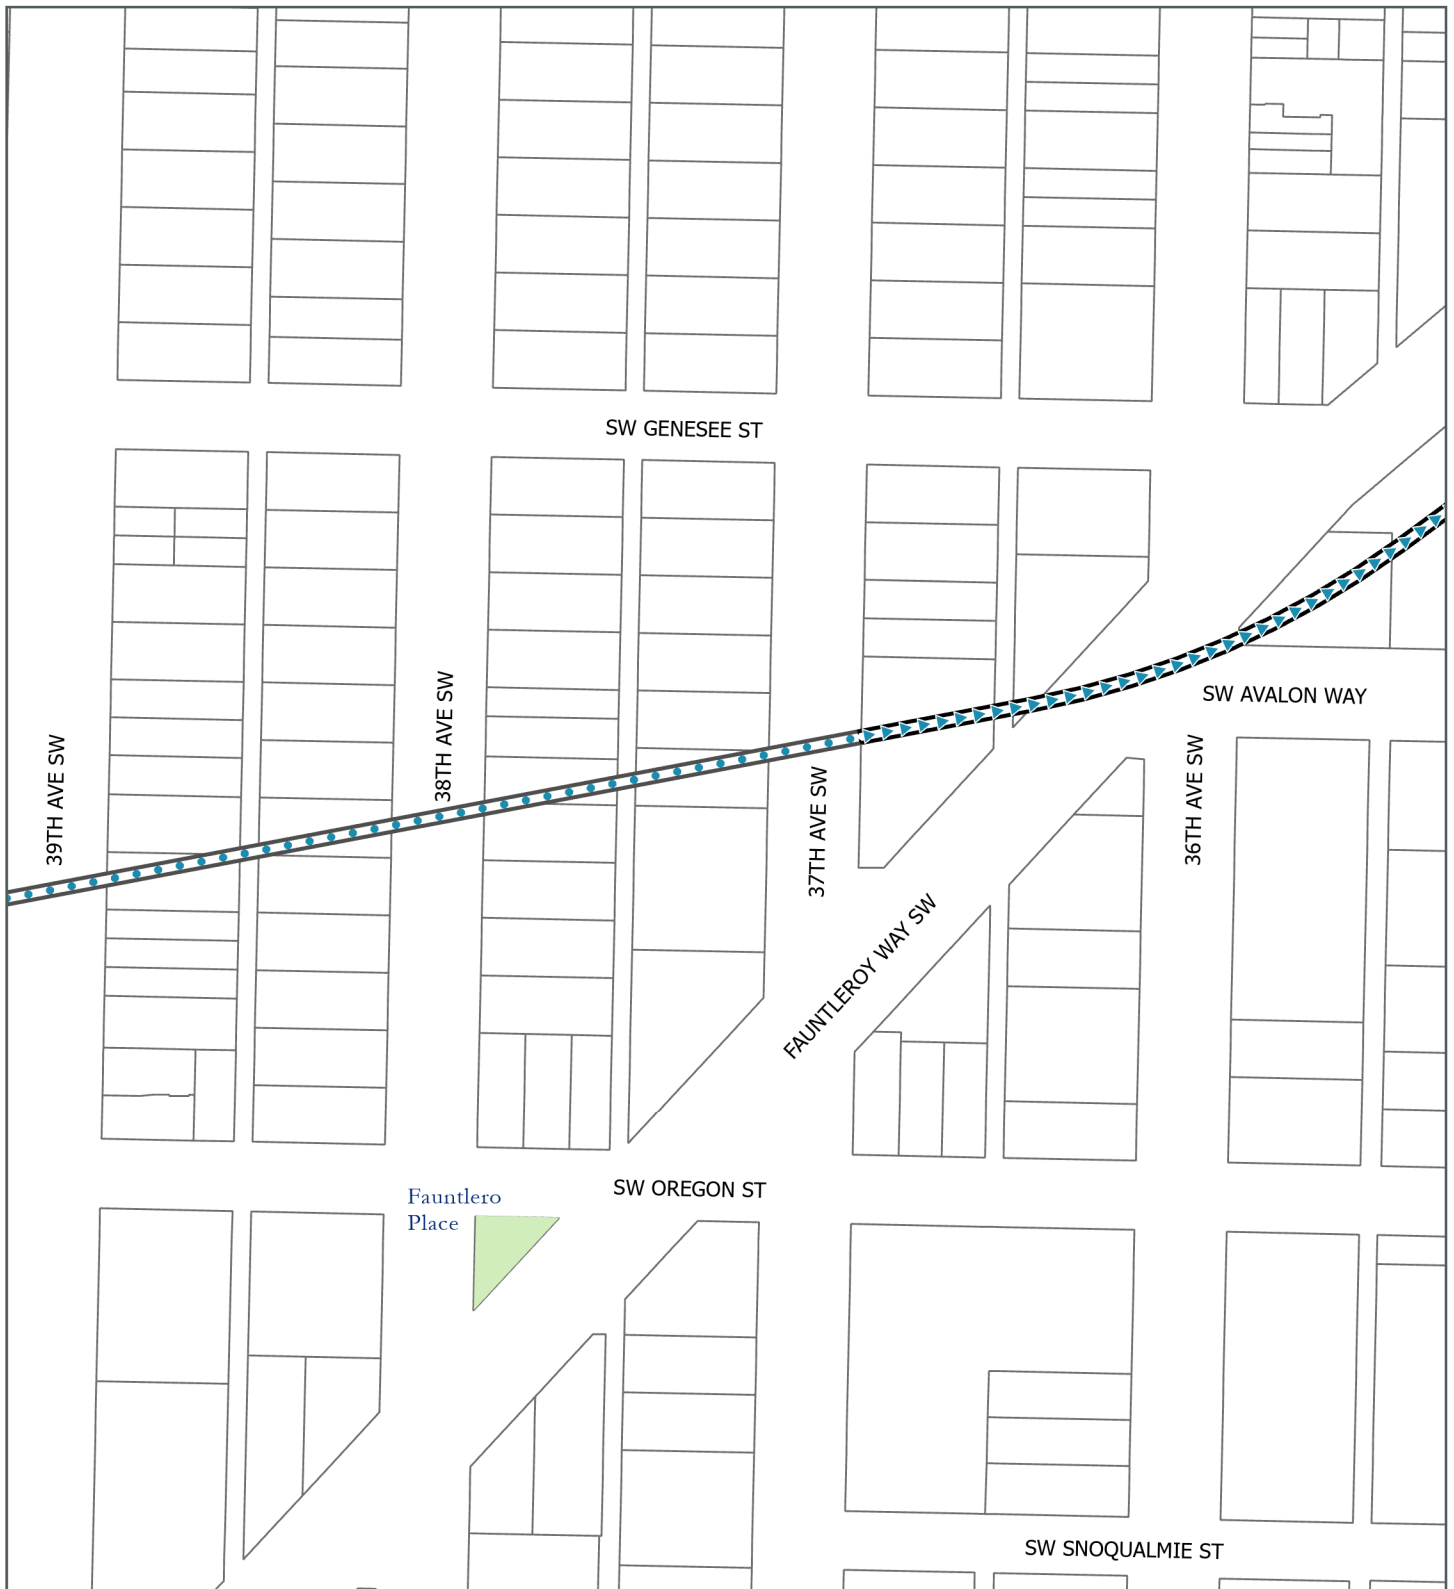 SW GENESEE ST
38TH AVE SW
SW AVALON WAY
39TH AVE SW
36TH AVE SW
37TH AVE SW
FAUNTLEROY WAY SW
Fauntlero
Place
SW OREGON ST
SW SNOQUALMIE ST